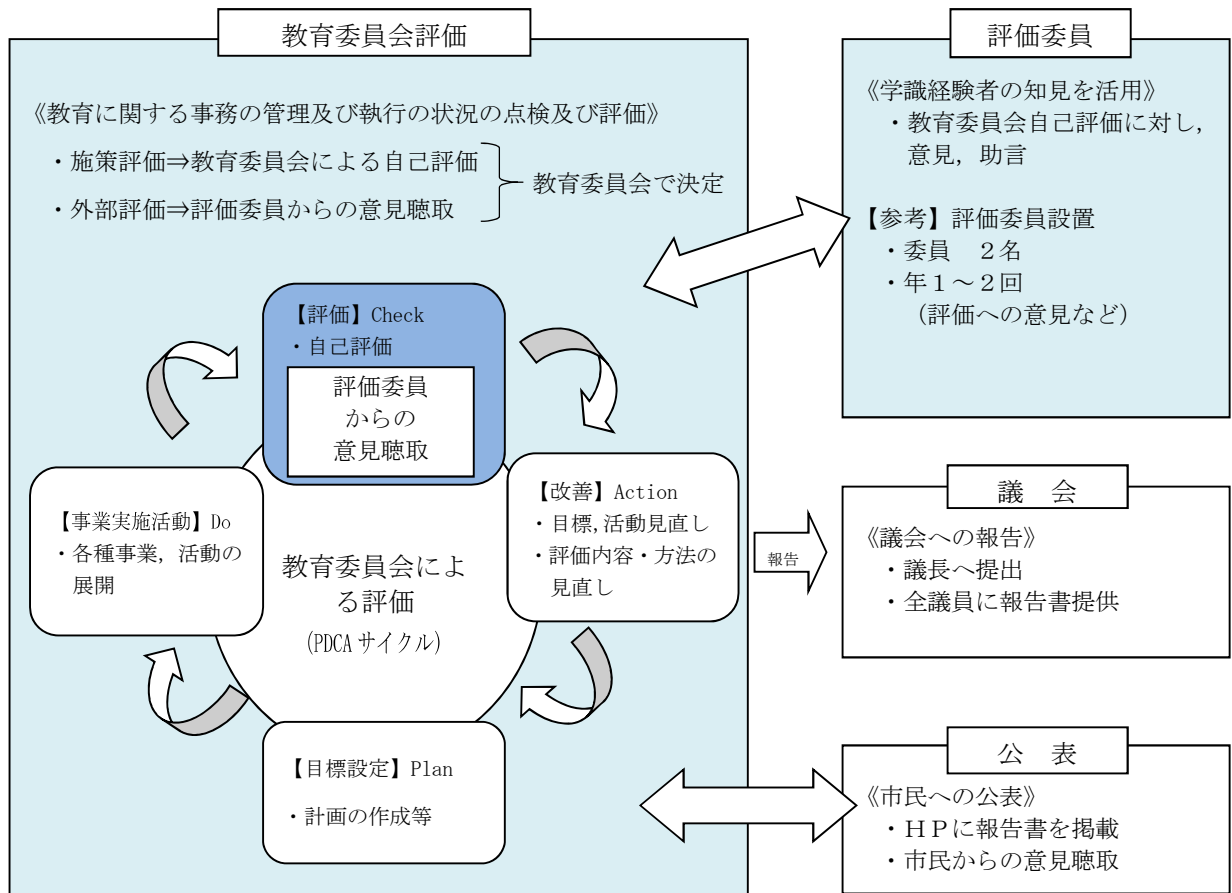 教育委員会評価
《教育に関する事務の管理及び執行の状況の点検及び評価》
・施策評価⇒教育委員会による自己評価
・外部評価⇒評価委員からの意見聴取
教育委員会で決定
【評価】Check
・自己評価
評価委員
からの
意見聴取
【事業実施活動】Do
・各種事業，活動の
展開
教育委員会によ
る評価
(PDCAサイクル)
【改善】Action
・目標,活動見直し
・評価内容・方法の
見直し
【目標設定】Plan
・計画の作成等
評価委員
《学識経験者の知見を活用》
・教育委員会自己評価に対し，
意見，助言
【参考】評価委員設置
・委員　２名
・年１～２回
（評価への意見など）
報告
議　会
《議会への報告》
・議長へ提出
・全議員に報告書提供
公　表
《市民への公表》
・ＨＰに報告書を掲載
・市民からの意見聴取